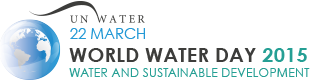 UN WATER
22 MARCH
WORLD WATER DAY 2015
WATER AND SUSTAINABLE DEVELOPMENT